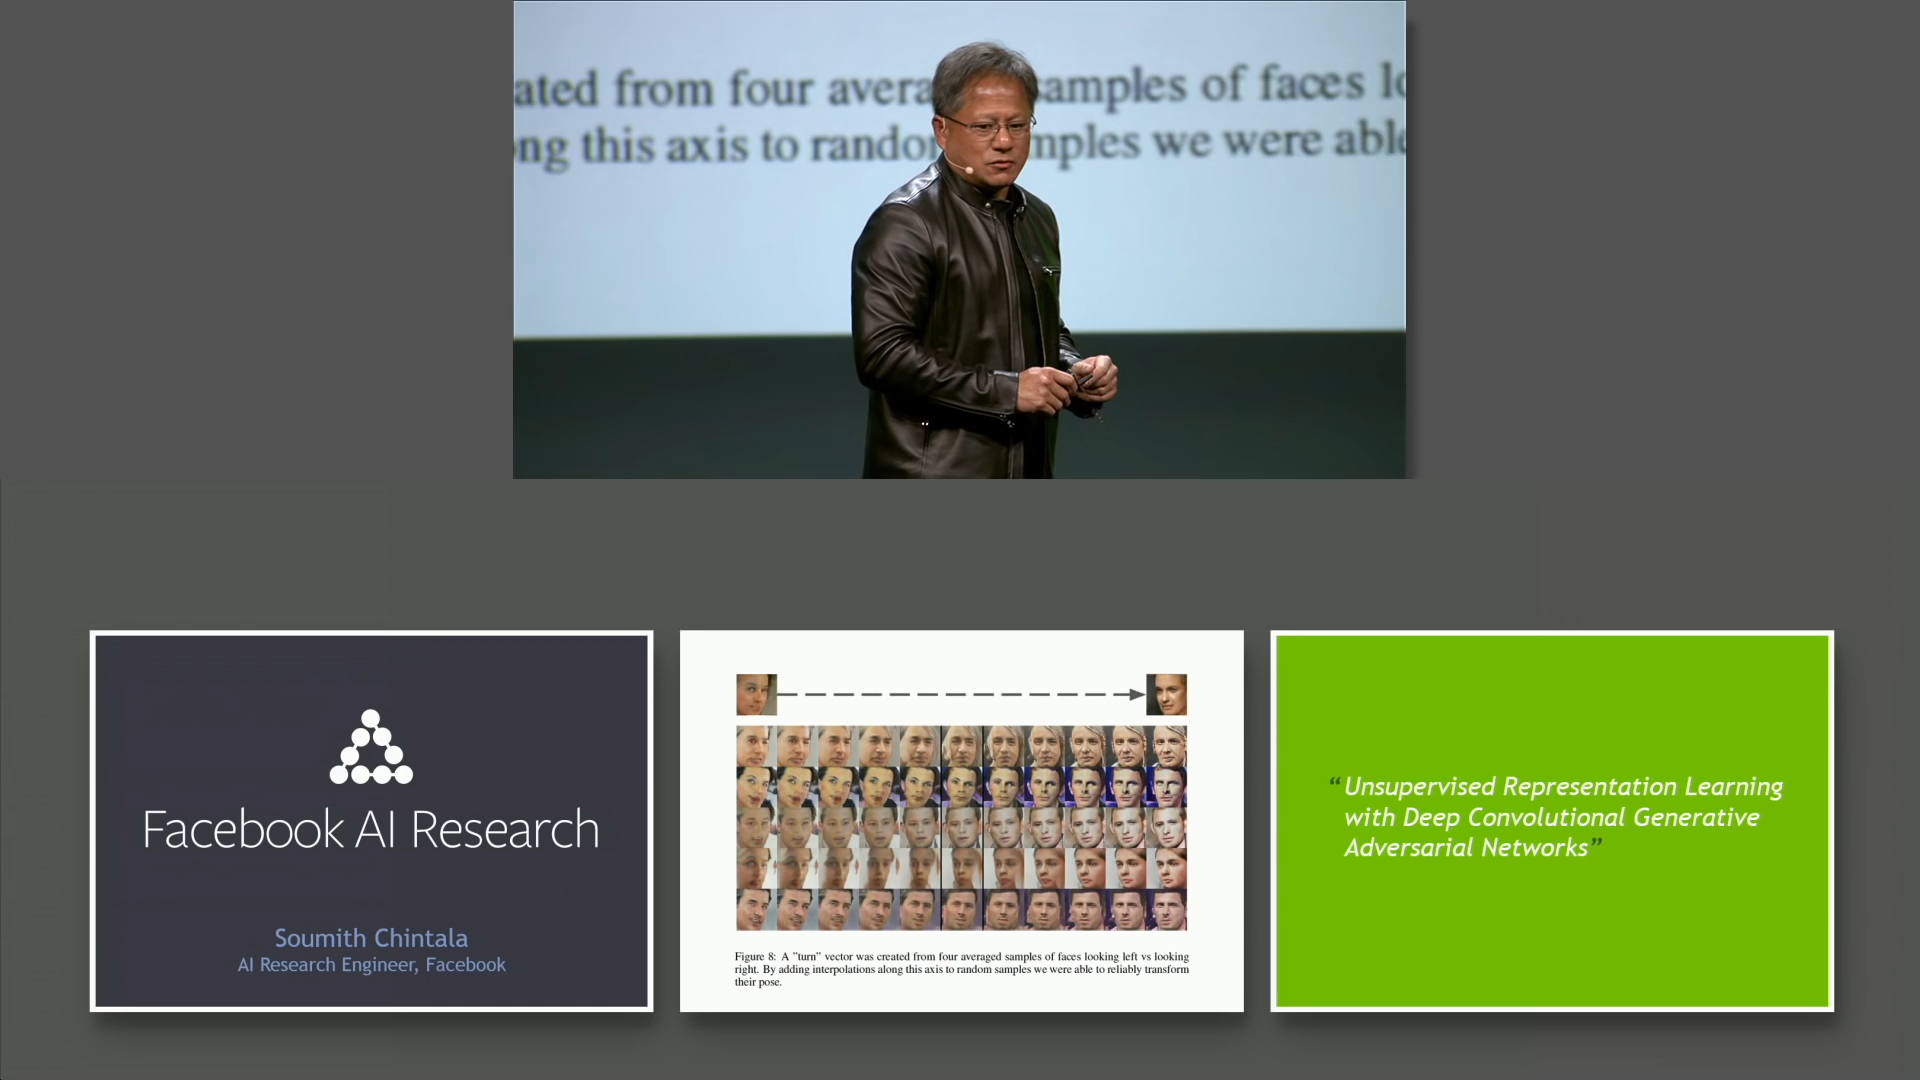 ated from four avera samples of faces lo
ng this axis to rando mples we were able
Facebook AI Research
Soumith Chintala
AI Research Engineer, Facebook
Figure 8: A "turn" vector was created from four averaged samples of faces looking left vs looking
right. By adding interpolations along this axis to random samples we were able to reliably transform
their pose.
“Unsupervised Representation Learning
with Deep Convolutional Generative
Adversarial Networks”